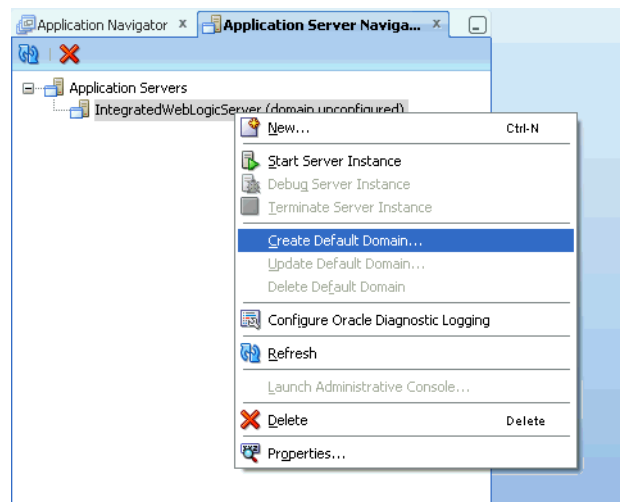 Application Navigator x Application Server Naviga... x
Application Servers
IntegratedWebLogicServer (domain unconfigured)
New... Ctrl-N
Start Server Instance
Debug Server Instance
Terminate Server Instance
Create Default Domain...
Update Default Domain...
Delete Default Domain
Configure Oracle Diagnostic Logging
Refresh
Launch Administrative Console...
Delete Delete
Properties...